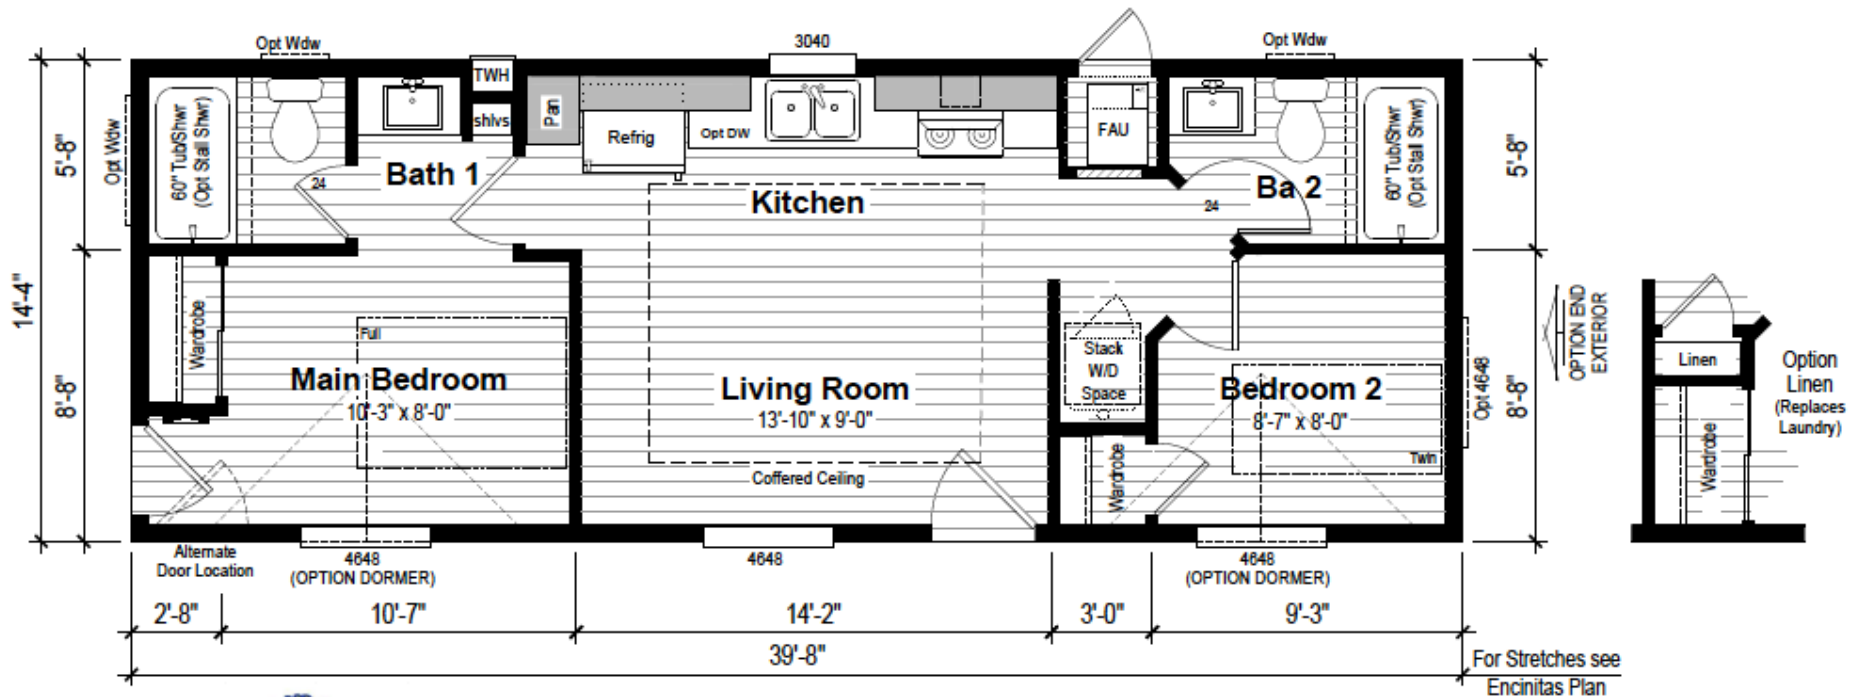 Opt Wdw
3040
Opt Wdw
TWH
shlvs
Pan
Refrig
Opt DW
FAU
60" Tub/Shwr
(Opt Stall Shwr)
Opt Wdw
24
Bath 1
Kitchen
24
Ba 2
60" Tub/Shwr
(Opt Stall Shwr)
5'-8"
5'-8"
14'-4"
8'-8"
8'-8"
Wardrobe
Full
Main Bedroom
10'-3" x 8'-0"
Living Room
13'-10" x 9'-0"
Coffered Ceiling
Stack
W/D
Space
Wardrobe
Bedroom 2
8'-7" x 8'-0"
Twin
Opt 4648
OPTION END
EXTERIOR
Linen
Wardrobe
Option
Linen
(Replaces
Laundry)
Alternate
Door Location
4648
(OPTION DORMER)
4648
4648
(OPTION DORMER)
2'-8"
10'-7"
14'-2"
3'-0"
9'-3"
39'-8"
For Stretches see
Encinitas Plan